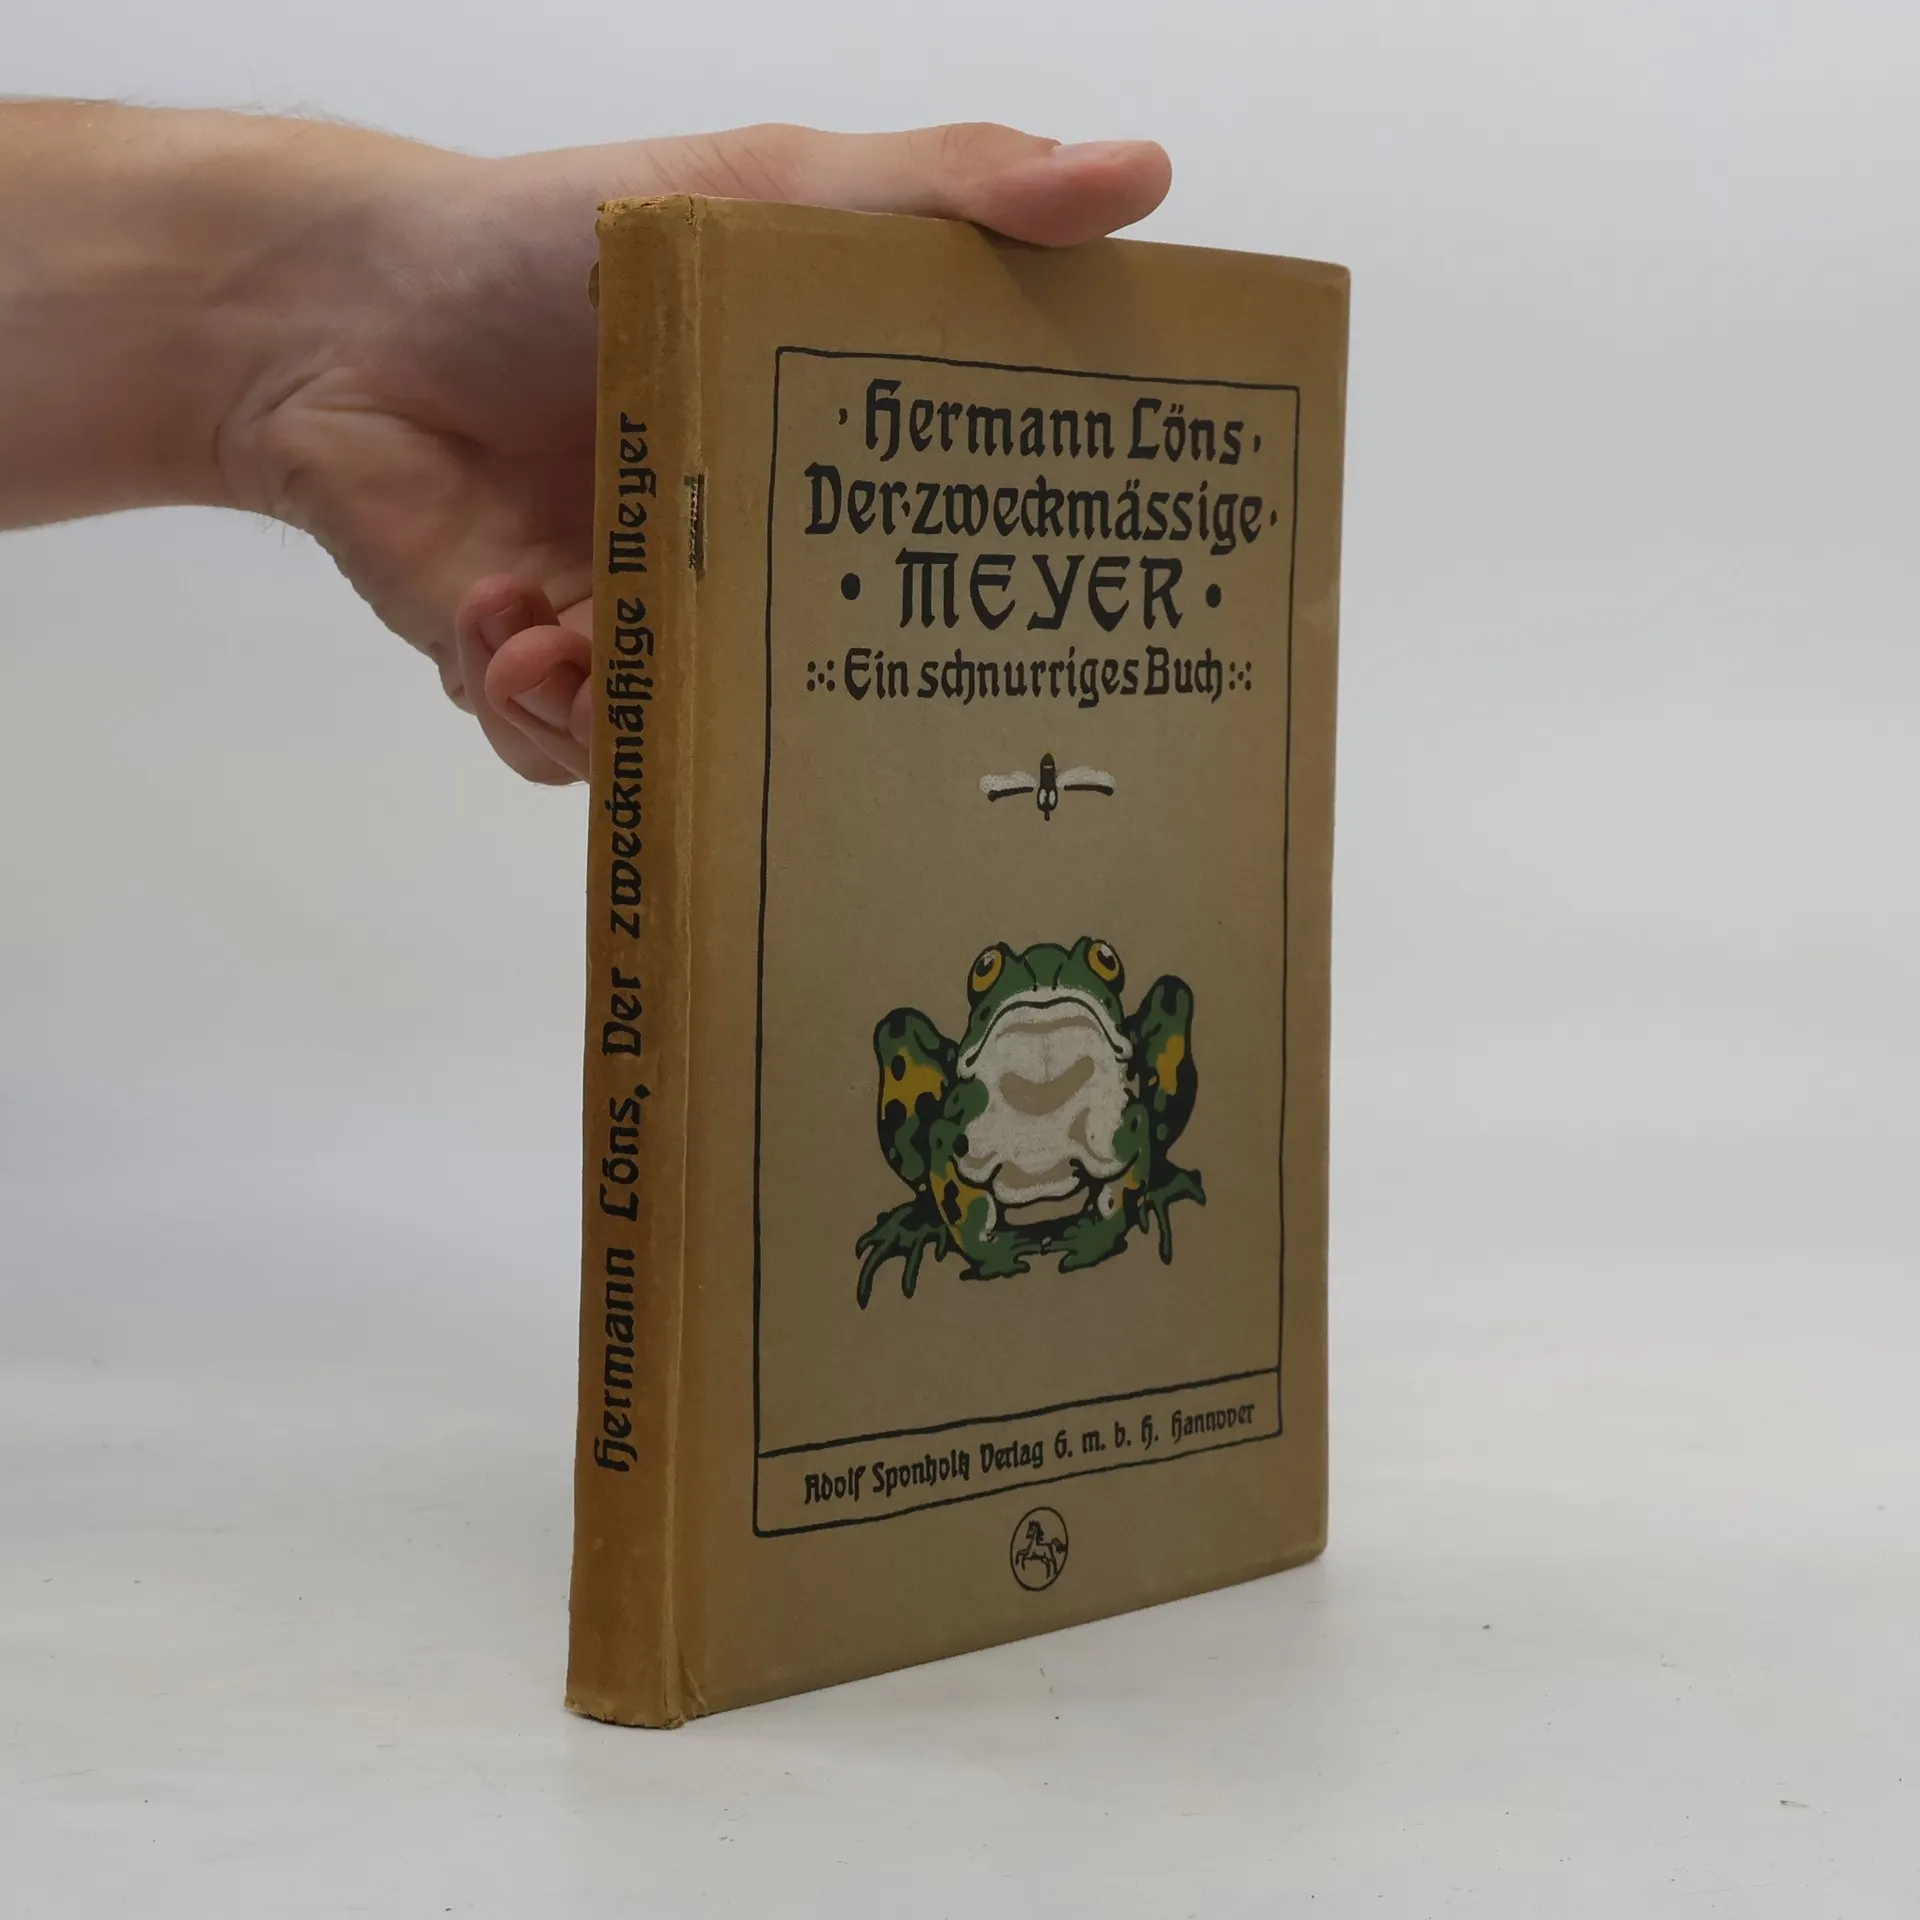 Hermann Löns, Der zweckmäßige Meyer
Hermann Löns
Der zweckmässige
MEYER
Ein schnurriges Buch
Adolf Sponholtz Verlag G. m. b. H. Hannover